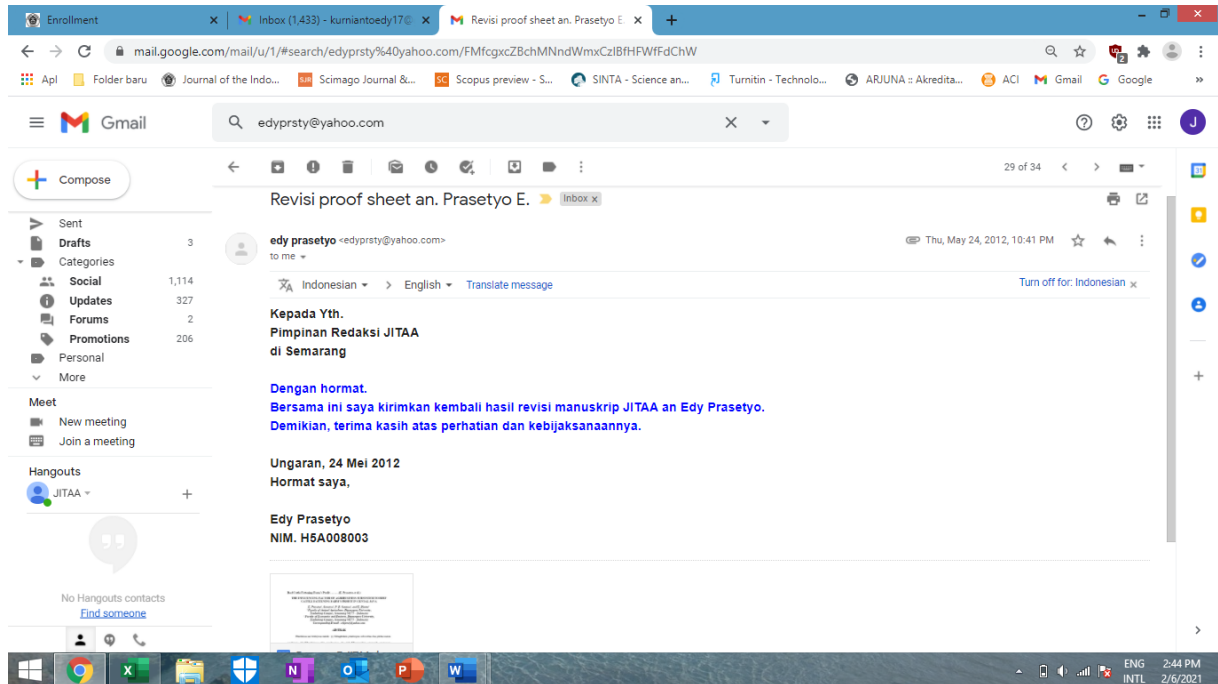 Enrollment
Inbox (1,433) - kurniantoedy17@
Revisi proof sheet an. Prasetyo E.
mail.google.com/mail/u/1/#search/edyprsty%40yahoo.com/FMfcgxcZBchMNndWmxCzlBfHFWfFdChW
2
Apl
Folder baru
Journal of the Indo...
SJR Scimago Journal &...
SC Scopus preview - S...
SINTA - Science an...
Turnitin - Technolo...
ARJUNA :: Akredita...
ACI
Gmail
Google
»
Gmail
edyprsty@yahoo.com
J
Compose
29 of 34
31
Revisi proof sheet an. Prasetyo E.
Inbox x
Sent
Drafts 3
Categories
Social 1,114
Updates 327
Forums 2
Promotions 206
Personal
More
Meet
New meeting
Join a meeting
Hangouts
JITAA
No Hangouts contacts
Find someone
edy prasetyo <edyprsty@yahoo.com>
Thu, May 24, 2012, 10:41 PM
to me
Indonesian > English Translate message
Turn off for: Indonesian x
Kepada Yth.
Pimpinan Redaksi JITAA
di Semarang
Dengan hormat.
Bersama ini saya kirimkan kembali hasil revisi manuskrip JITAA an Edy Prasetyo.
Demikian, terima kasih atas perhatian dan kebijaksanaannya.
Ungaran, 24 Mei 2012
Hormat saya,
Edy Prasetyo
NIM. H5A008003
ENG
INTL
2:44 PM
2/6/2021